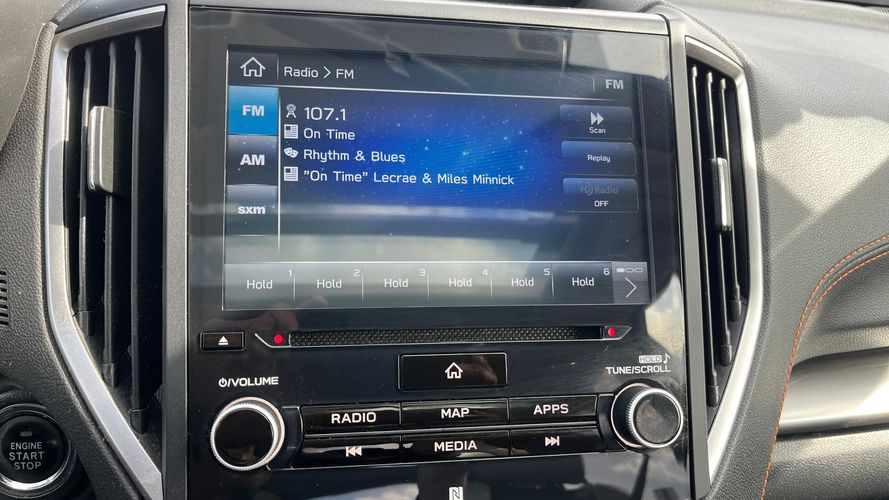 Radio > FM
FM
FM
107.1
On Time
Scan
AM
Rhythm & Blues
Replay
"On Time" Lecrae & Miles Minnick
HD Radio
OFF
sxm
Hold 1
Hold 2
Hold 3
Hold 4
Hold 5
Hold 6
HOLD
VOLUME
TUNE/SCROLL
RADIO
MAP
APPS
MEDIA
ENGINE
START
STOP
N